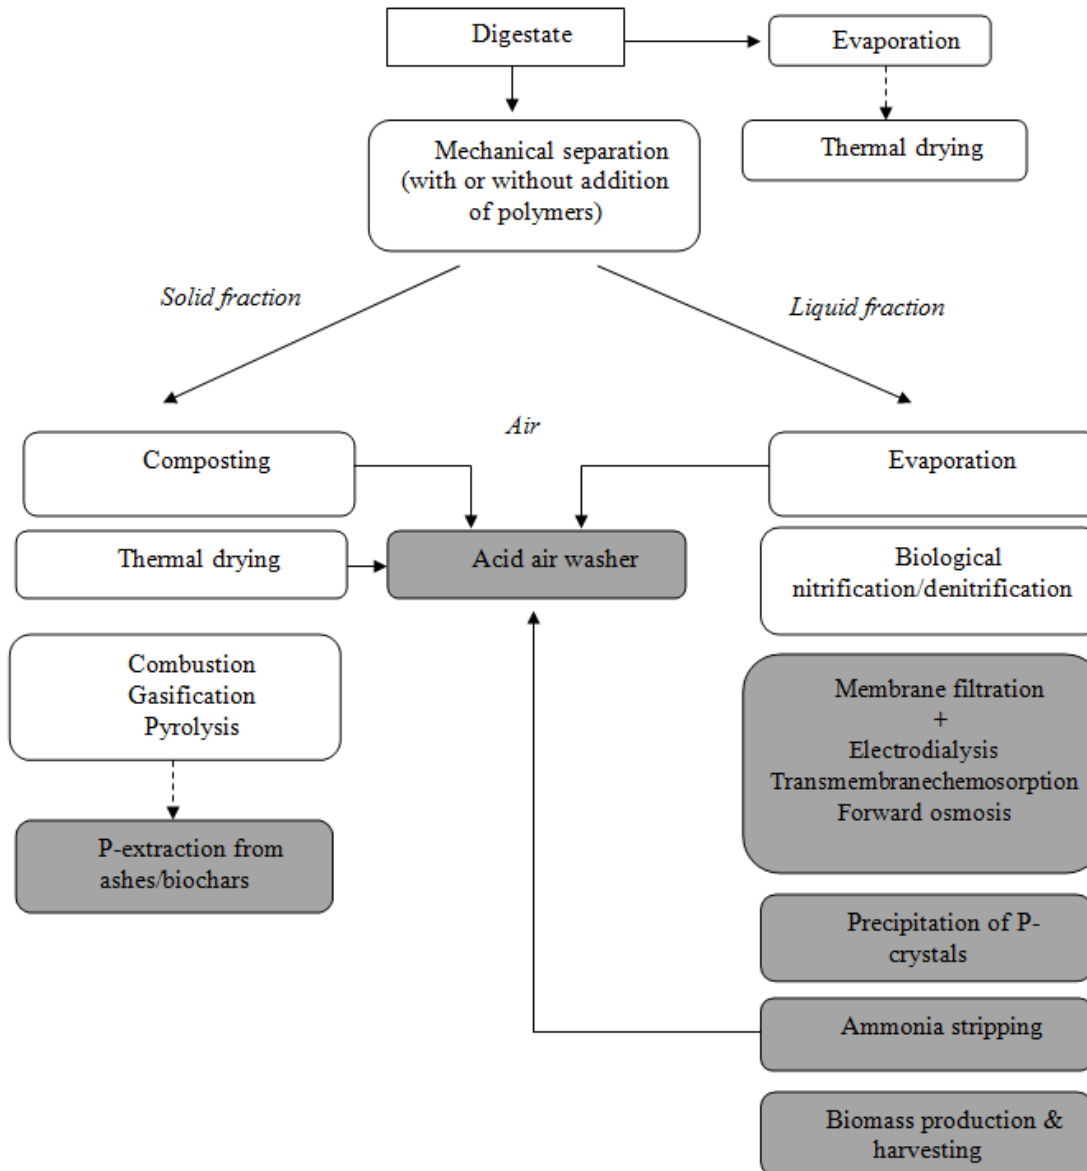 Digestate
Evaporation
Thermal drying
Mechanical separation
(with or without addition
of polymers)
Solid fraction
Liquid fraction
Air
Composting
Evaporation
Thermal drying
Acid air washer
Biological
nitrification/denitrification
Combustion
Gasification
Pyrolysis
Membrane filtration
+
Electrodialysis
Transmembranechemosorption
Forward osmosis
P-extraction from
ashes/biochars
Precipitation of P-
crystals
Ammonia stripping
Biomass production &
harvesting